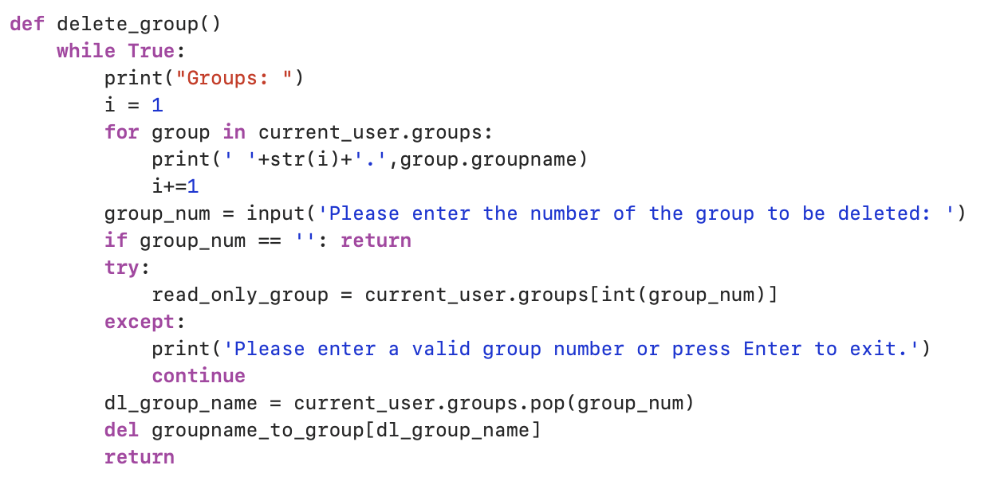 def delete_group()
    while True:
        print("Groups: ")
        i = 1
        for group in current_user.groups:
            print(' '+str(i)+'.',group.groupname)
            i+=1
        group_num = input('Please enter the number of the group to be deleted: ')
        if group_num == '': return
        try:
            read_only_group = current_user.groups[int(group_num)]
        except:
            print('Please enter a valid group number or press Enter to exit.')
            continue
        dl_group_name = current_user.groups.pop(group_num)
        del groupname_to_group[dl_group_name]
        return